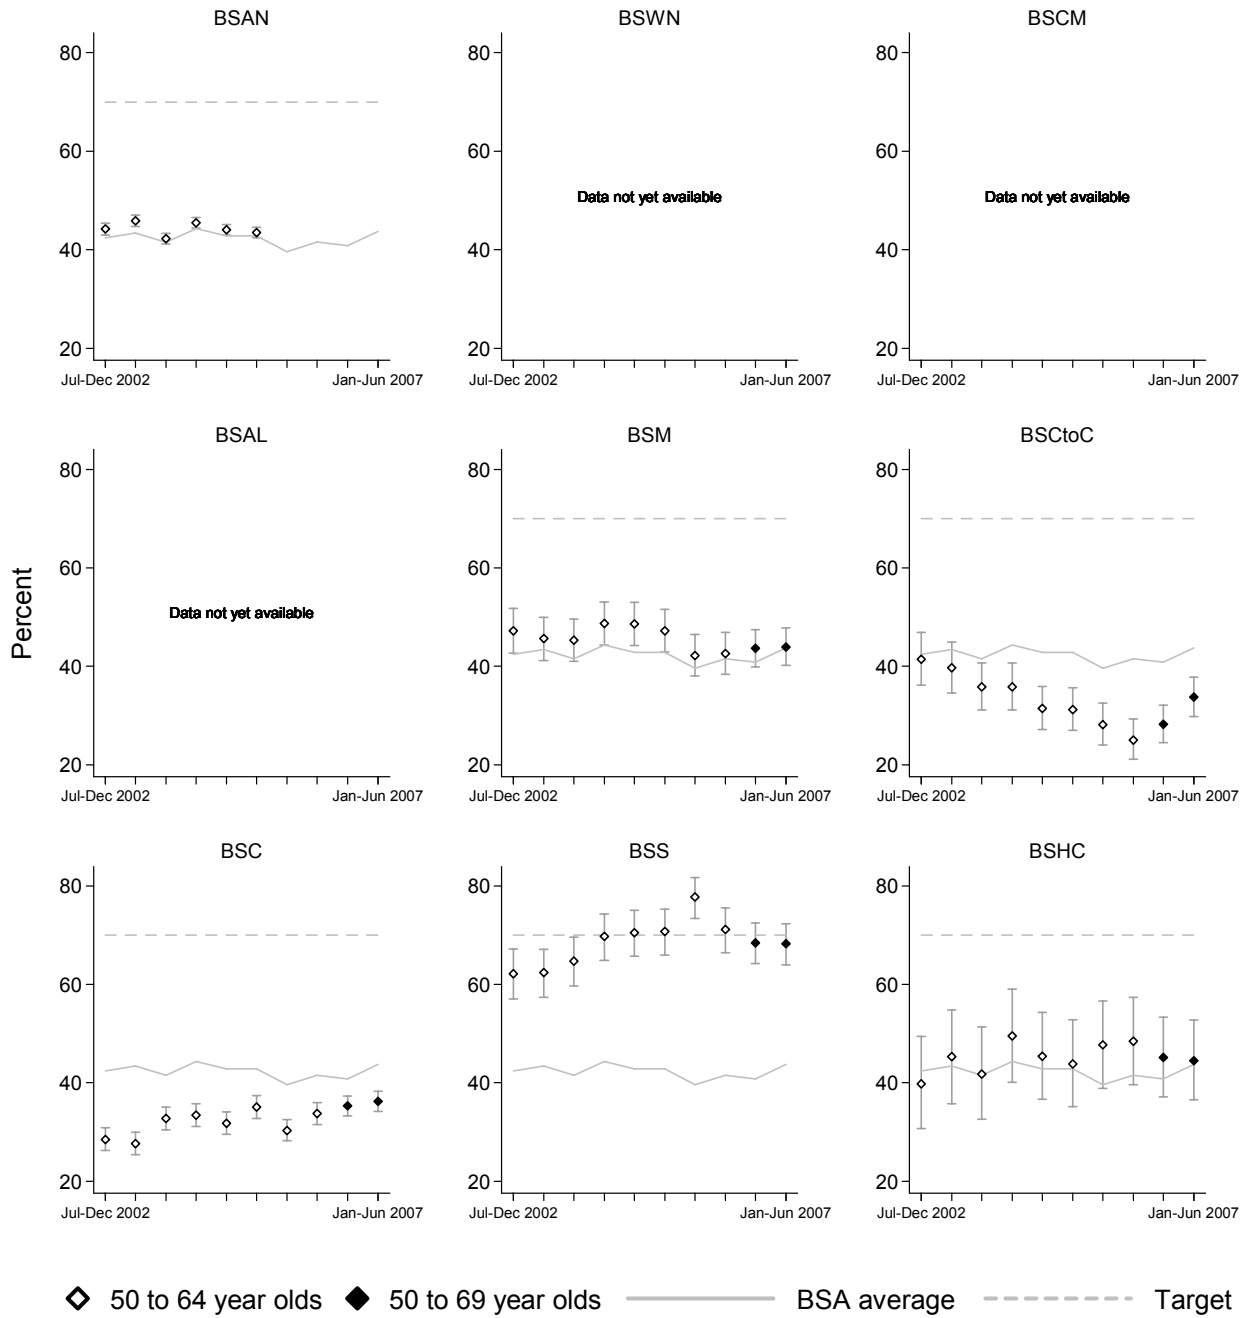 BSAN BSWN BSCM
80 80 80
60 60 60
Data not yet available Data not yet available
40 40 40
20 20 20
Jul-Dec 2002 Jan-Jun 2007 Jul-Dec 2002 Jan-Jun 2007 Jul-Dec 2002 Jan-Jun 2007
BSAL BSM BSCtoC
80 80 80
60 60 60
Percent
Data not yet available
40 40 40
20 20 20
Jul-Dec 2002 Jan-Jun 2007 Jul-Dec 2002 Jan-Jun 2007 Jul-Dec 2002 Jan-Jun 2007
BSC BSS BSHC
80 80 80
60 60 60
40 40 40
20 20 20
Jul-Dec 2002 Jan-Jun 2007 Jul-Dec 2002 Jan-Jun 2007 Jul-Dec 2002 Jan-Jun 2007
50 to 64 year olds 50 to 69 year olds BSA average Target